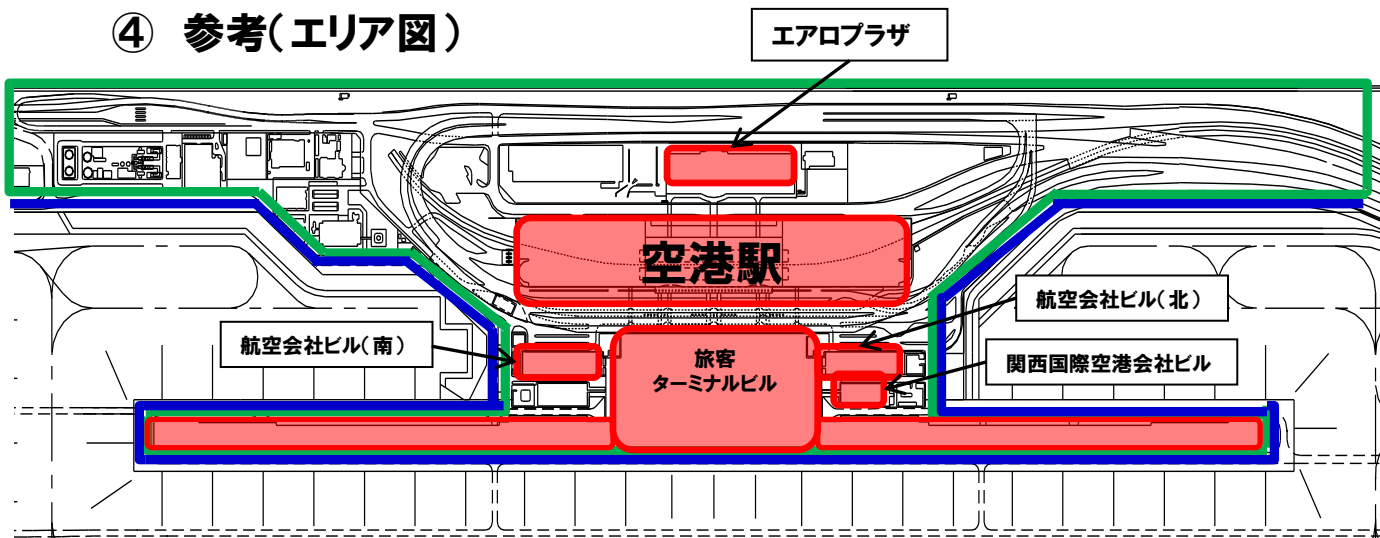 ④ 参考(エリア図)
エアロプラザ
空港駅
航空会社ビル(北)
航空会社ビル(南)
旅客
ターミナルビル
関西国際空港会社ビル